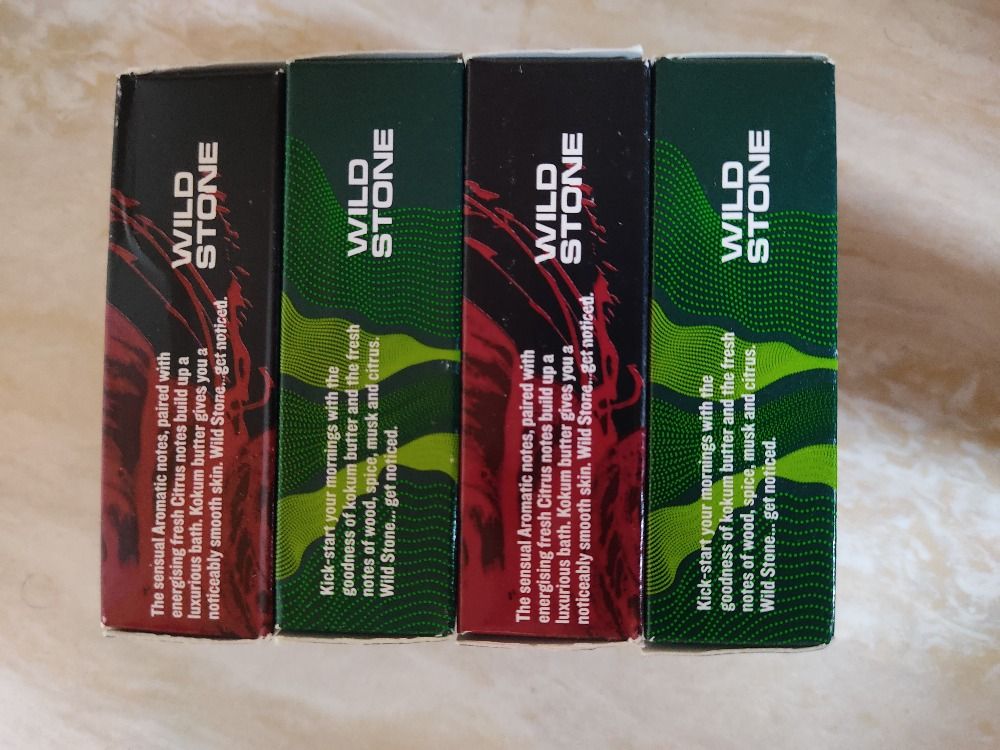 WILD
STONE
The sensual Aromatic notes, paired with
energising fresh Citrus notes build up a
luxurious bath. Kokum butter gives you a
noticeably smooth skin. Wild Stone...get noticed.
WILD
STONE
Kick-start your mornings with the
goodness of kokum butter and the fresh
notes of wood, spice, musk and citrus.
Wild Stone... get noticed.
WILD
STONE
The sensual Aromatic notes, paired with
energising fresh Citrus notes build up a
luxurious bath. Kokum butter gives you a
noticeably smooth skin. Wild Stone...get noticed.
WILD
STONE
Kick-start your mornings with the
goodness of kokum butter and the fresh
notes of wood, spice, musk and citrus.
Wild Stone...get noticed.